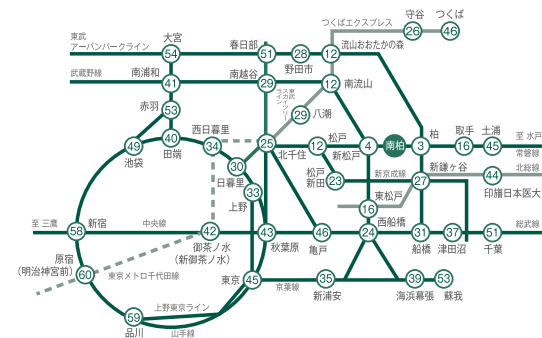 つくばエクスプレス
守谷
つくば
26
46
東武
アーバンパークライン
大宮
54
春日部
51
28
野田市
12
流山おおたかの森
武蔵野線
南浦和
41
南越谷
29
12
南流山
東武スカイツリーライン
赤羽
53
29
八潮
池袋
49
40
田端
西日暮里
34
25
北千住
12
松戸
4
新松戸
南柏
3
柏
取手
16
土浦
45
至 水戸
常磐線
30
日暮里
33
上野
松戸
新田
23
新京成線
27
新鎌ヶ谷
北総線
44
印旛日本医大
東松戸
16
至 三鷹
58
新宿
中央線
42
御茶ノ水
(新御茶ノ水)
43
秋葉原
46
亀戸
24
西船橋
31
船橋
37
津田沼
51
千葉
総武線
原宿
(明治神宮前)
60
東京メトロ千代田線
東京
45
京葉線
35
新浦安
39
海浜幕張
53
蘇我
上野東京ライン
59
品川
山手線